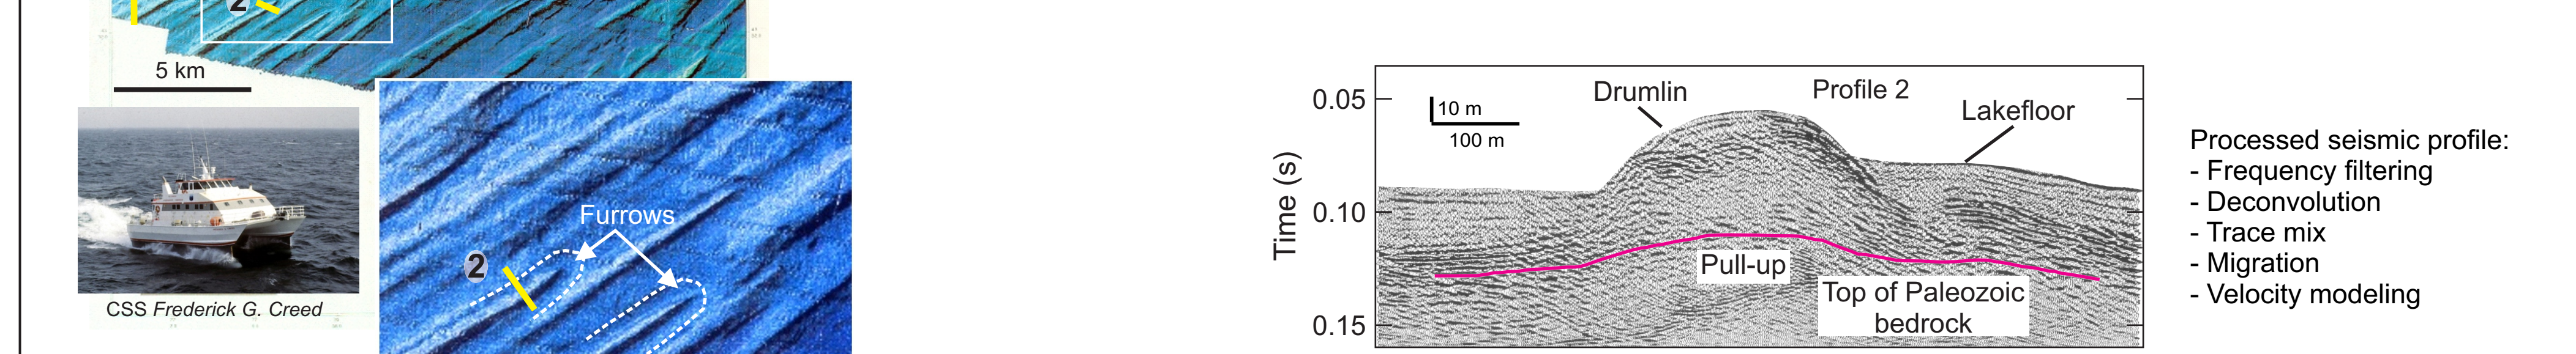 2
5 km
CSS Frederick G. Creed
Furrows
2
Time (s)
0.05
0.10
0.15
10 m
100 m
Drumlin
Profile 2
Lakefloor
Pull-up
Top of Paleozoic
bedrock
Processed seismic profile:
- Frequency filtering
- Deconvolution
- Trace mix
- Migration
- Velocity modeling